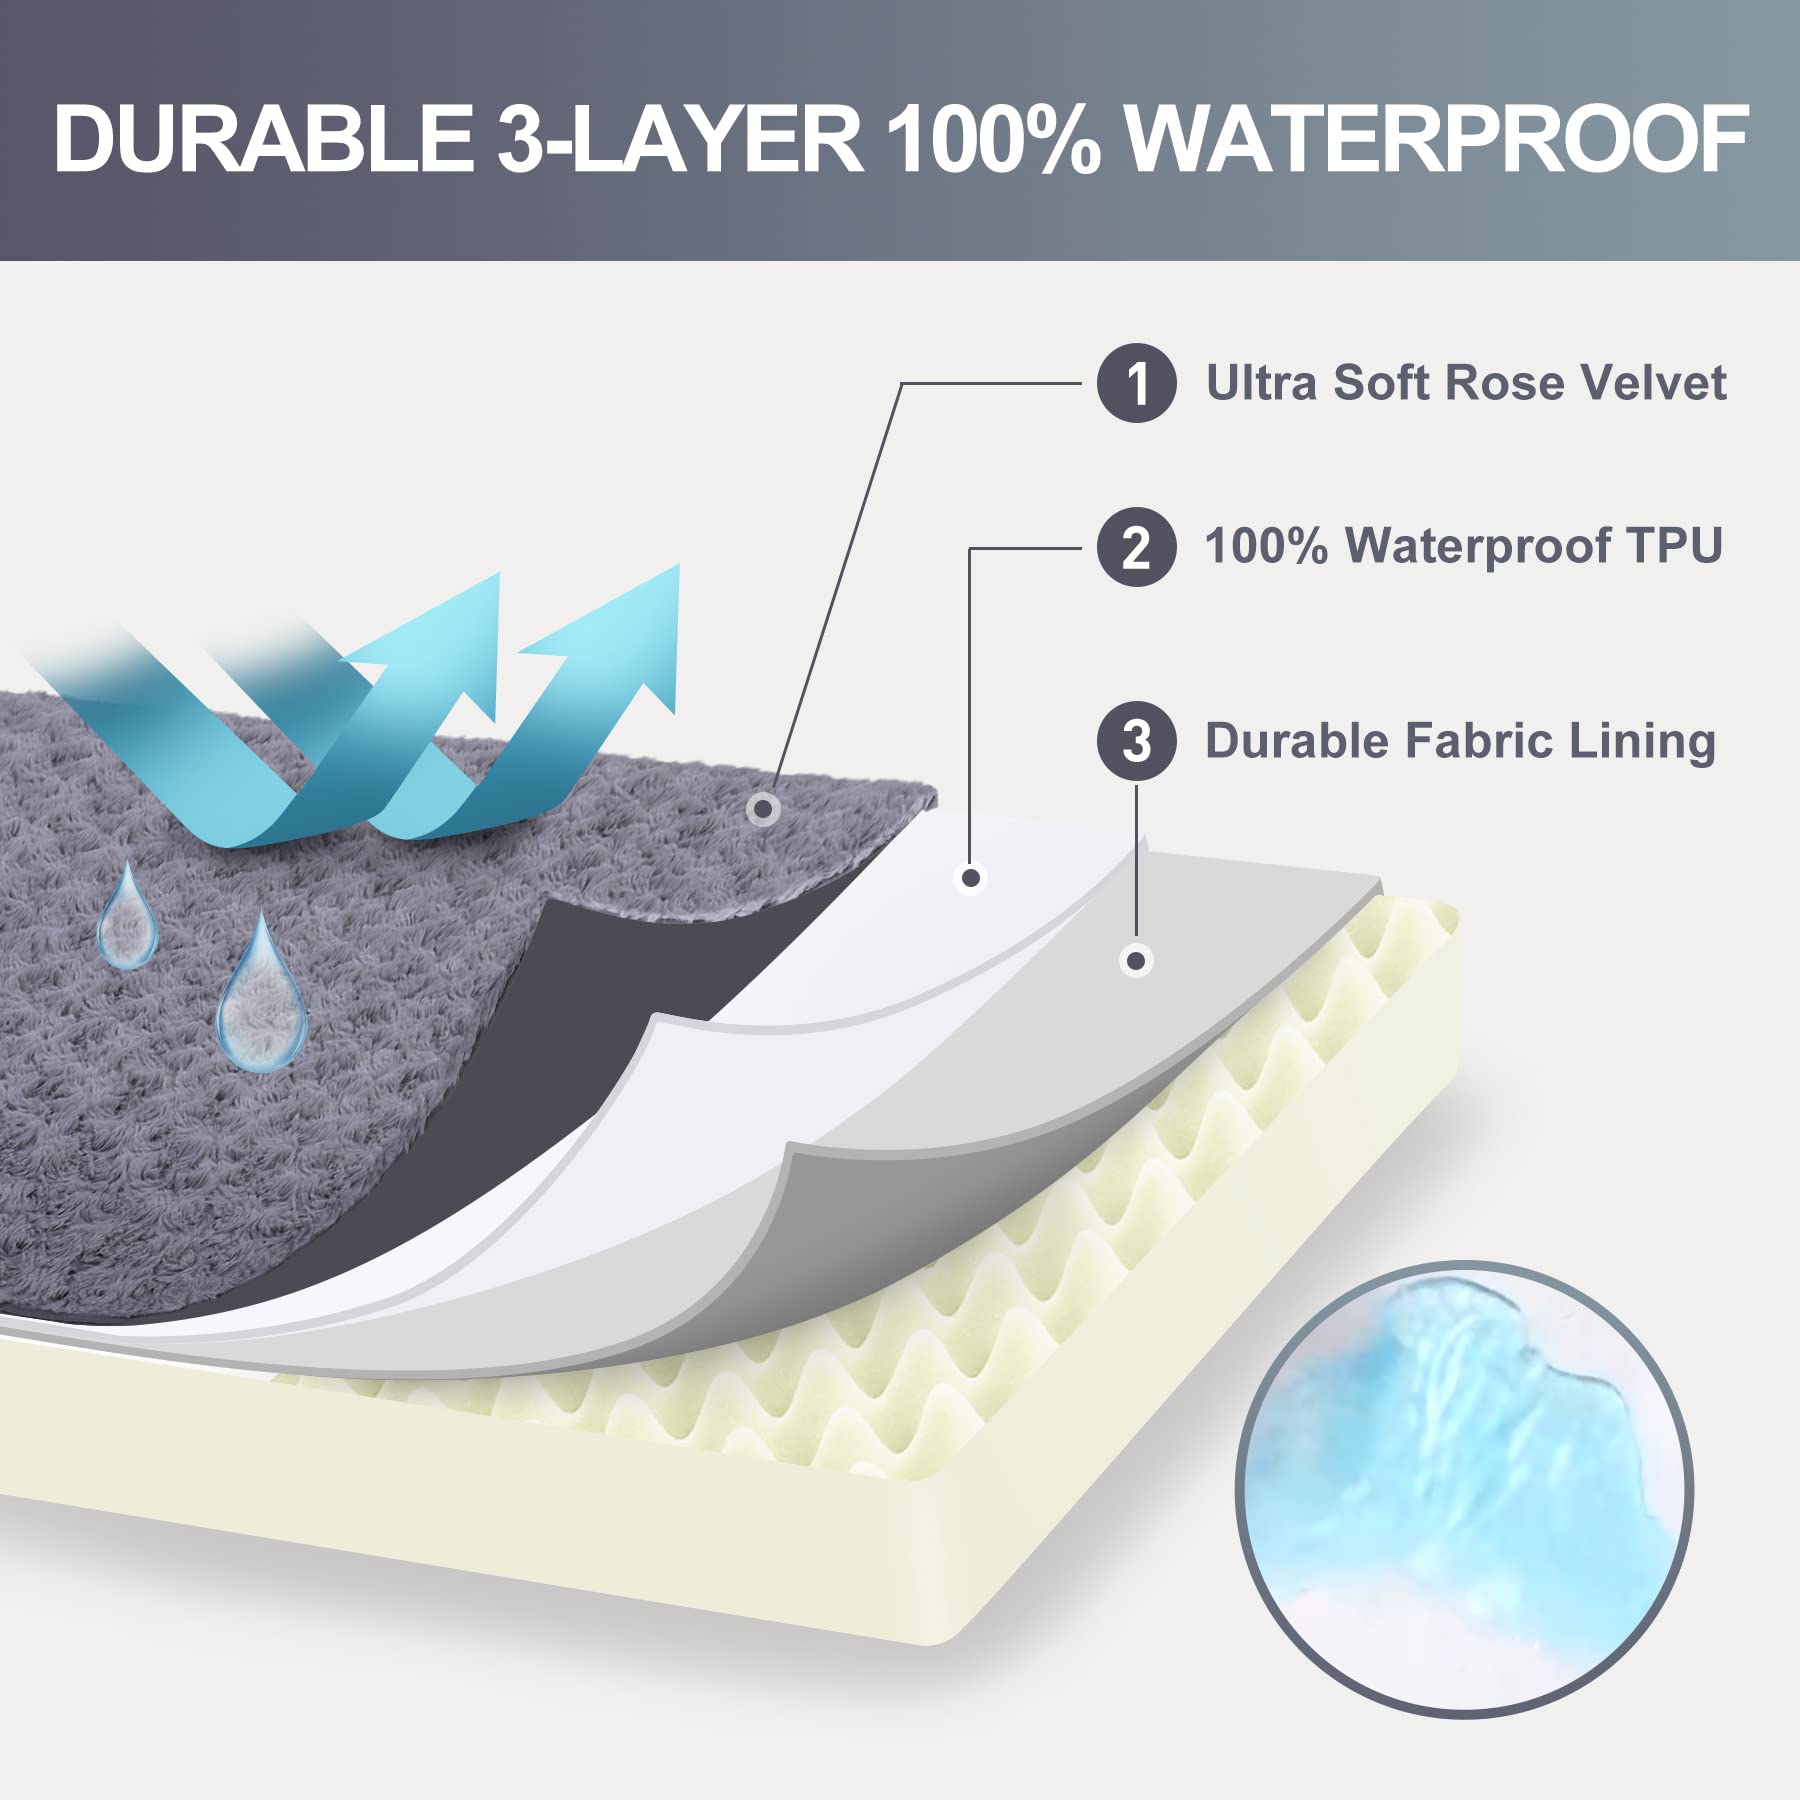 DURABLE 3-LAYER 100% WATERPROOF
1 Ultra Soft Rose Velvet
2 100% Waterproof TPU
3 Durable Fabric Lining